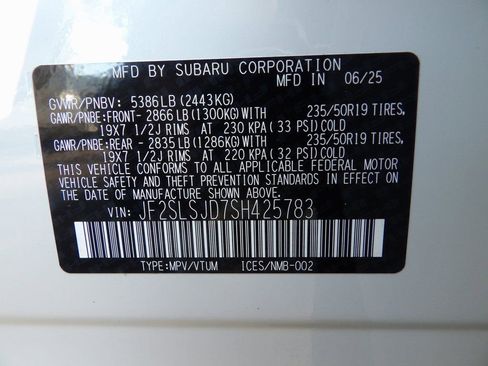 MFD BY SUBARU CORPORATION
MFD IN 06/25
GVWR/PNBV: 5386LB(2443KG)
GAWR/PNBE:FRONT- 2866LB(1300KG)WITH 235/50R19 TIRES,
19X7 1/2J RIMS AT 230 KPA(33 PSI)COLD
GAWR/PNBE:REAR - 2835LB(1286KG)WITH 235/50R19 TIRES,
19X7 1/2J RIMS AT 220 KPA(32 PSI)COLD
THIS VEHICLE CONFORMS TO ALL APPLICABLE FEDERAL MOTOR
VEHICLE SAFETY AND THEFT PREVENTION STANDARDS IN EFFECT
ON THE DATE OF MANUFACTURE SHOWN ABOVE.
VIN: JF2SLSJD7SH425783
TYPE:MPV/VTUM ICES/NMB-002